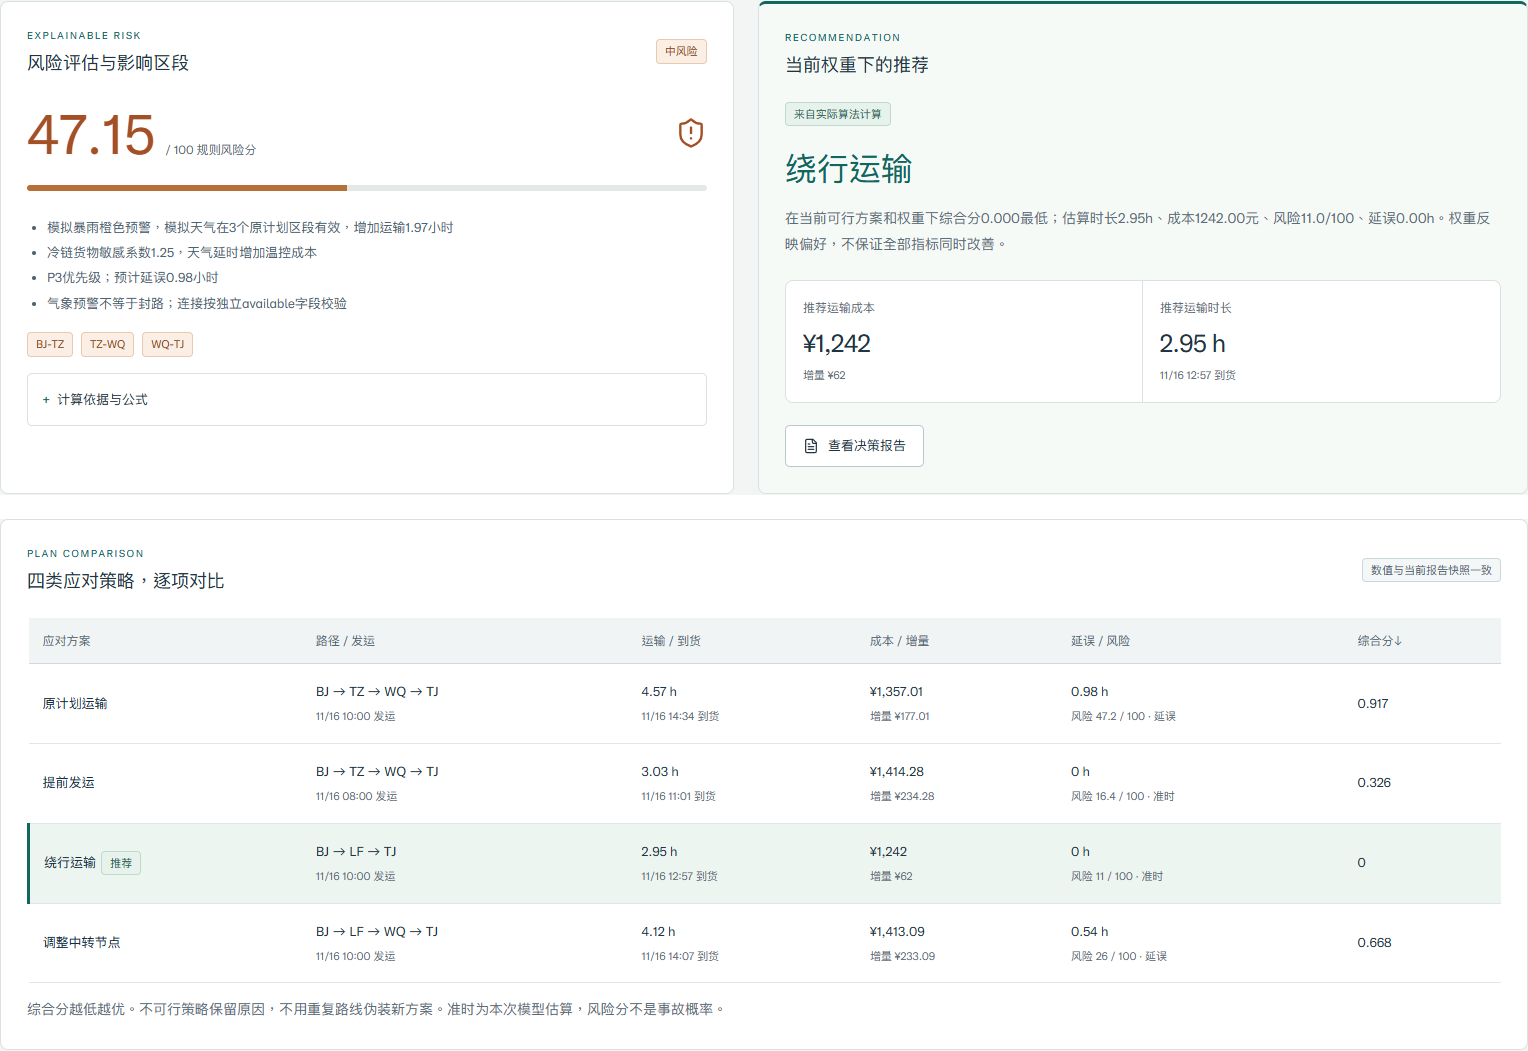 EXPLAINABLE RISK
风险评估与影响区段
中风险
47.15 / 100 规则风险分
模拟暴雨橙色预警，模拟天气在3个原计划区段有效，增加运输1.97小时
冷链货物敏感系数1.25，天气延时增加温控成本
P3优先级；预计延误0.98小时
气象预警不等于封路；连接按独立available字段校验
BJ-TZ TZ-WQ WQ-TJ
+ 计算依据与公式
RECOMMENDATION
当前权重下的推荐
来自实际算法计算
绕行运输
在当前可行方案和权重下综合分0.000最低；估算时长2.95h、成本1242.00元、风险11.0/100、延误0.00h。权重反
映偏好，不保证全部指标同时改善。
推荐运输成本
¥1,242
增量 ¥62
推荐运输时长
2.95 h
11/16 12:57 到货
查看决策报告
PLAN COMPARISON
四类应对策略，逐项对比
数值与当前报告快照一致
应对方案 路径 / 发运 运输 / 到货 成本 / 增量 延误 / 风险 综合分↓
原计划运输 BJ → TZ → WQ → TJ 4.57 h ¥1,357.01 0.98 h 0.917
11/16 10:00 发运 11/16 14:34 到货 增量 ¥177.01 风险 47.2 / 100 · 延误
提前发运 BJ → TZ → WQ → TJ 3.03 h ¥1,414.28 0 h 0.326
11/16 08:00 发运 11/16 11:01 到货 增量 ¥234.28 风险 16.4 / 100 · 准时
绕行运输 推荐 BJ → LF → TJ 2.95 h ¥1,242 0 h 0
11/16 10:00 发运 11/16 12:57 到货 增量 ¥62 风险 11 / 100 · 准时
调整中转节点 BJ → LF → WQ → TJ 4.12 h ¥1,413.09 0.54 h 0.668
11/16 10:00 发运 11/16 14:07 到货 增量 ¥233.09 风险 26 / 100 · 延误
综合分越低越优。不可行策略保留原因，不用重复路线伪装新方案。准时为本次模型估算，风险分不是事故概率。